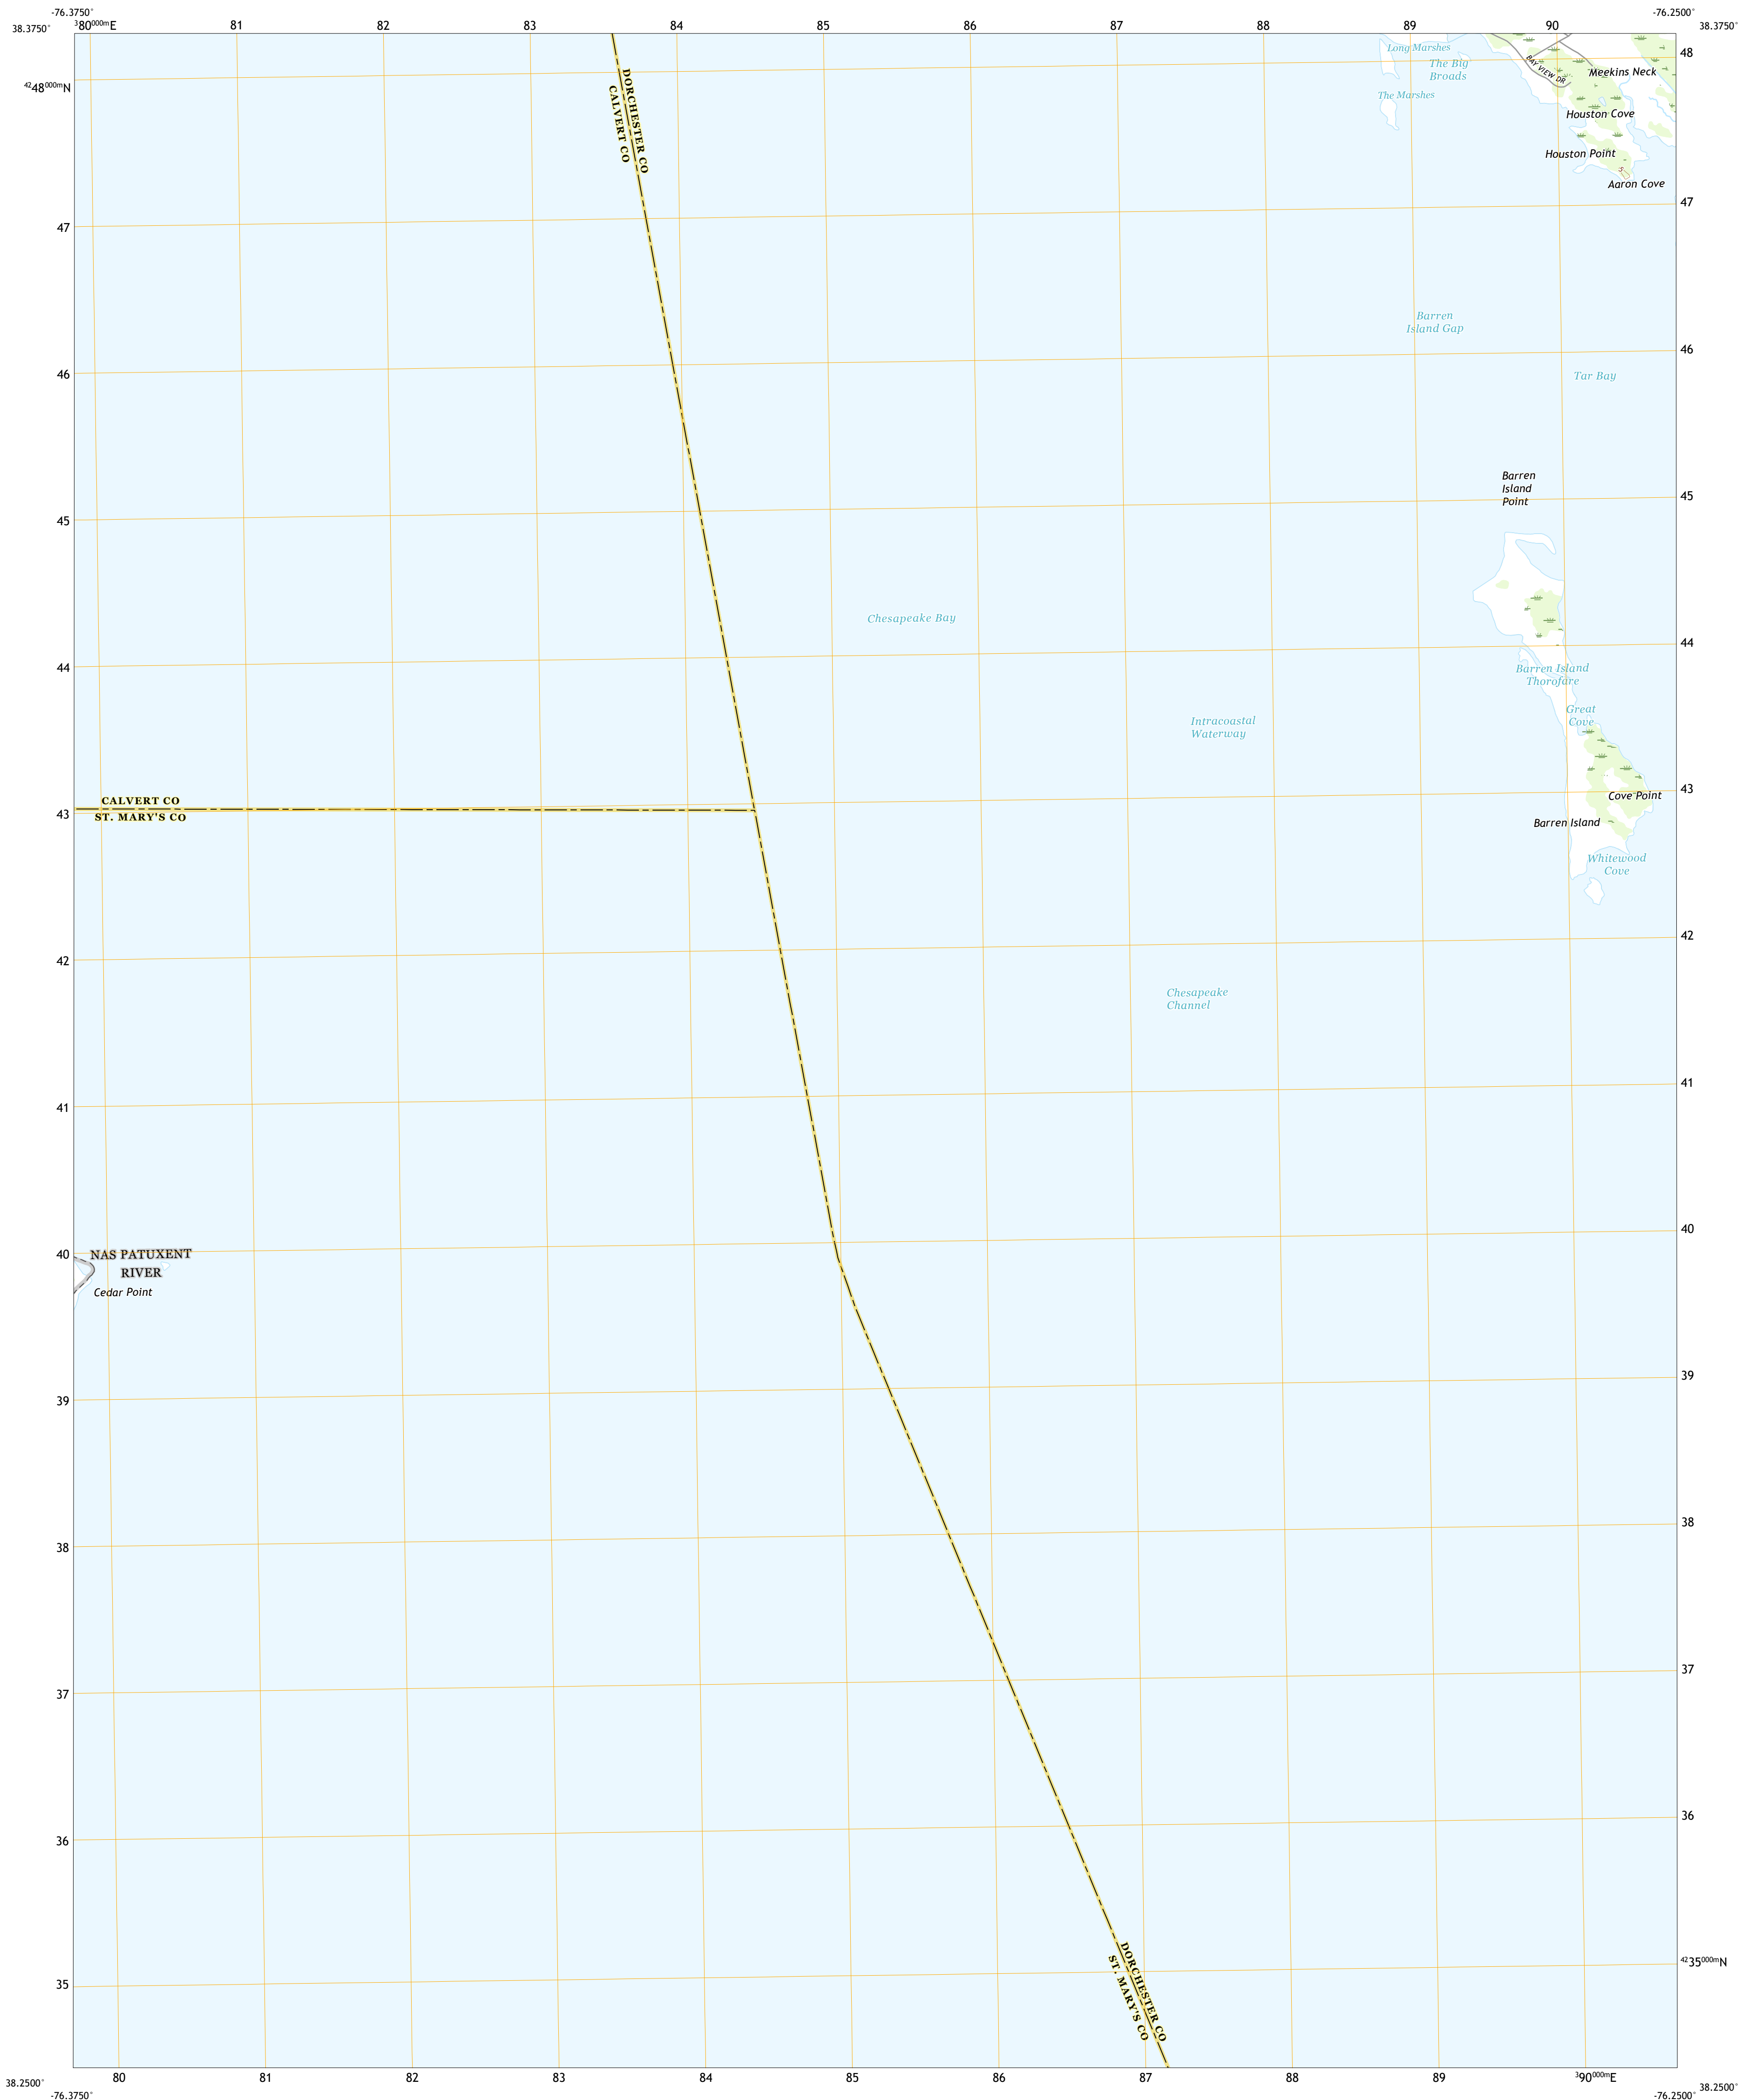 -76.3750°
-76.2500°
38.3750°
³80⁰⁰⁰ᵐE
81
82
83
84
85
86
87
88
89
90
38.3750°
Long Marshes
The Big
Broads
The Marshes
BAY VIEW DR
Meekins Neck
48
⁴²48⁰⁰⁰ᵐN
DORCHESTER CO
CALVERT CO
Houston Cove
Houston Point
Aaron Cove
47
47
Barren
Island Gap
46
46
Tar Bay
Barren
Island
Point
45
45
Chesapeake Bay
44
44
Barren Island
Thorofare
Great
Cove
Intracoastal
Waterway
CALVERT CO
ST. MARY'S CO
43
43
Cove Point
Barren Island
Whitewood
Cove
42
42
Chesapeake
Channel
41
41
40
40
NAS PATUXENT
RIVER
Cedar Point
39
39
38
38
37
37
36
36
35
⁴²35⁰⁰⁰ᵐN
DORCHESTER CO
ST. MARY'S CO
38.2500°
80
81
82
83
84
85
86
87
88
89
³90⁰⁰⁰ᵐE
38.2500°
-76.3750°
-76.2500°